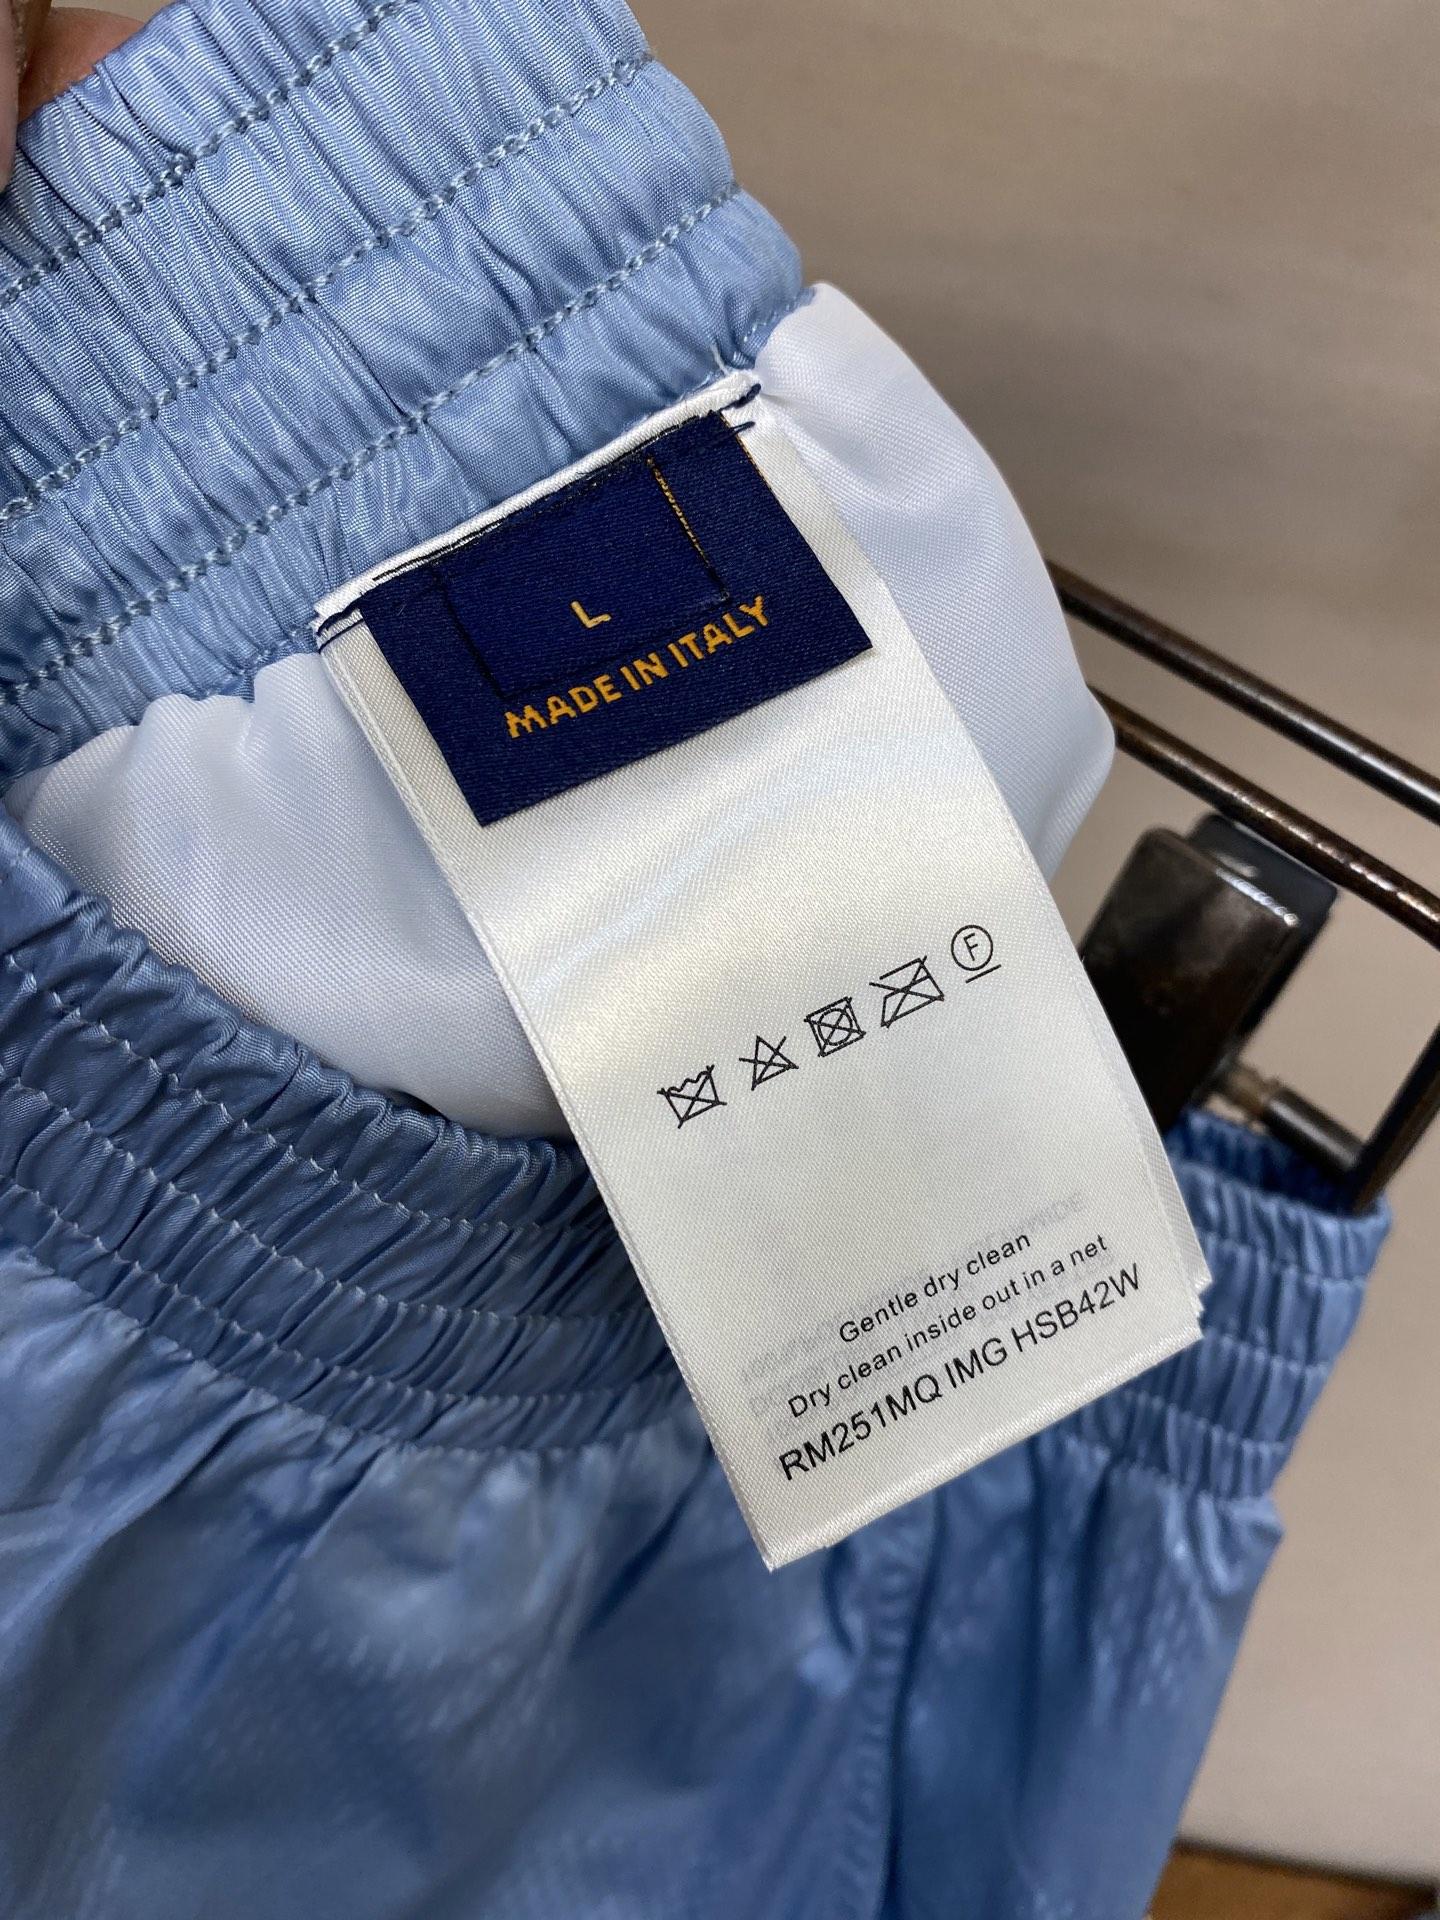 L
MADE IN ITALY
F
Gentle dry clean
Dry clean inside out in a net
RM251MQ IMG HSB42W